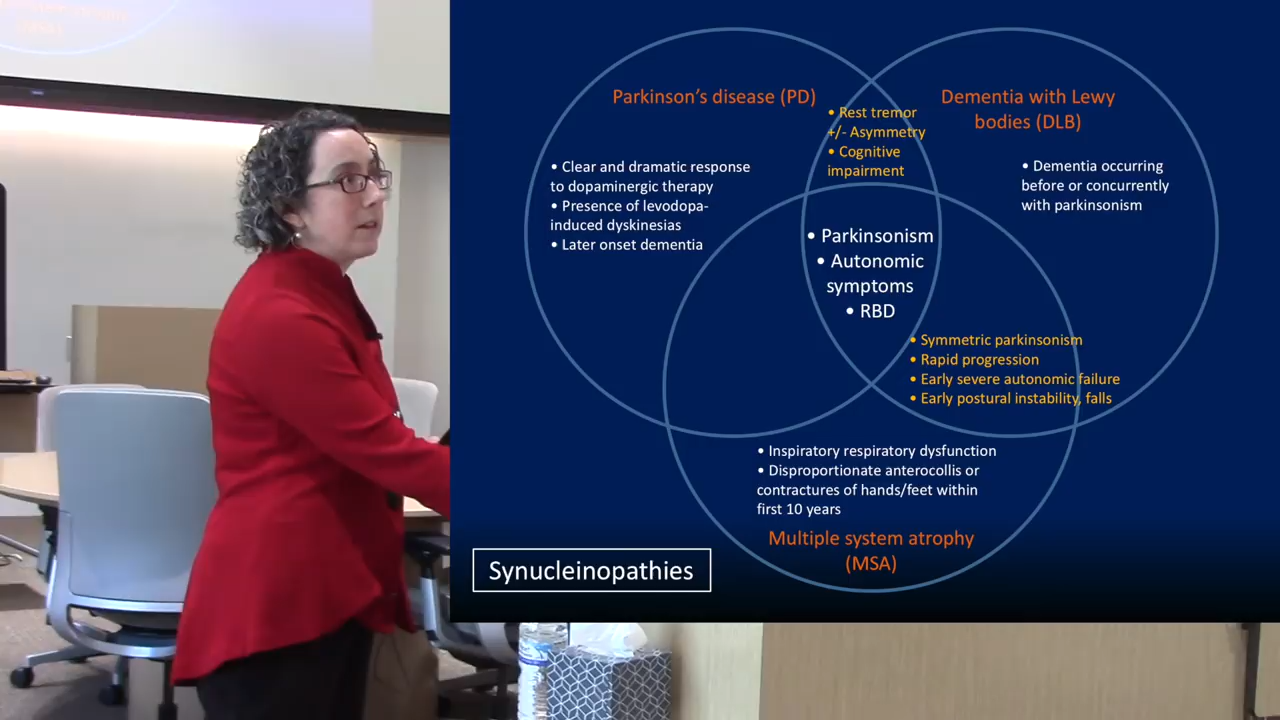 Parkinson's disease (PD)
• Clear and dramatic response
to dopaminergic therapy
• Presence of levodopa-
induced dyskinesias
• Later onset dementia
• Rest tremor
+/- Asymmetry
• Cognitive
impairment
Dementia with Lewy
bodies (DLB)
• Dementia occurring
before or concurrently
with parkinsonism
• Parkinsonism
• Autonomic
symptoms
• RBD
• Symmetric parkinsonism
• Rapid progression
• Early severe autonomic failure
• Early postural instability, falls
• Inspiratory respiratory dysfunction
• Disproportionate anterocollis or
contractures of hands/feet within
first 10 years
Multiple system atrophy
(MSA)
Synucleinopathies